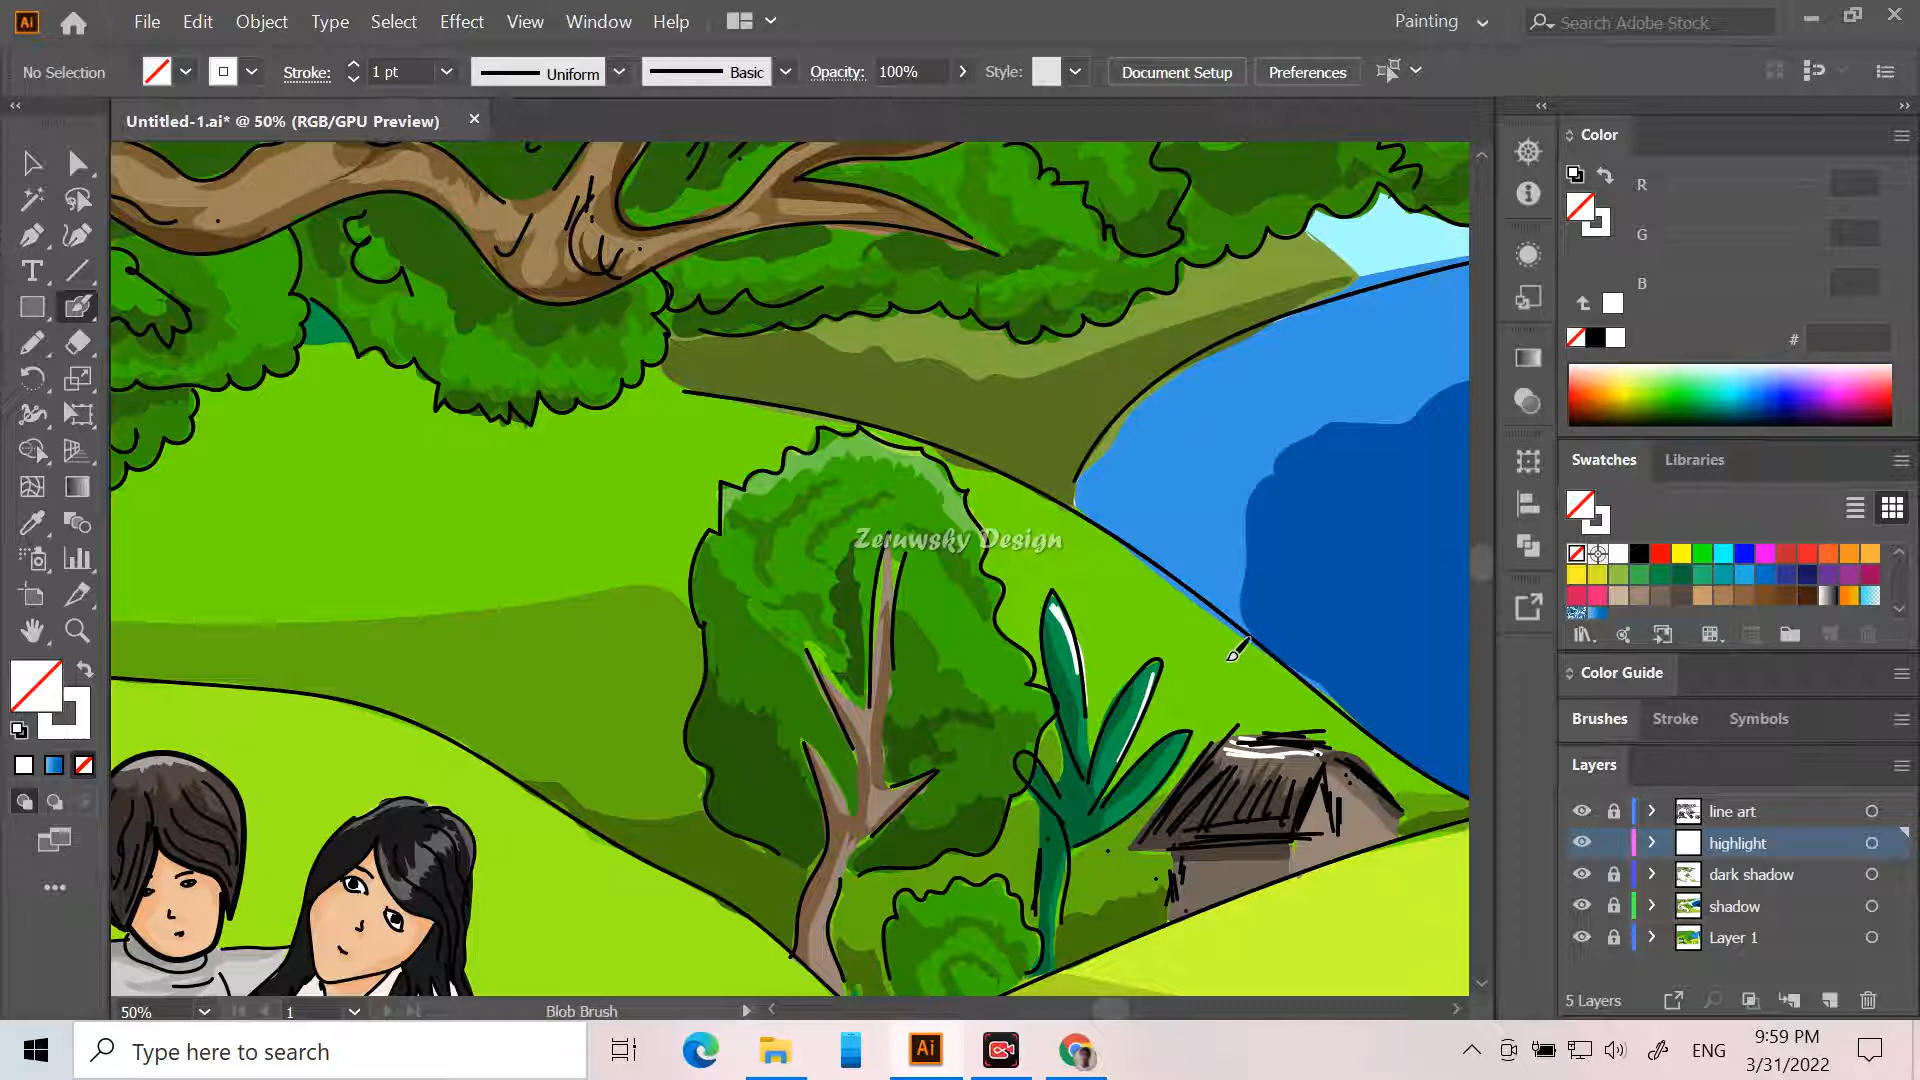 Ai File Edit Object Type Select Effect View Window Help Painting Search Adobe Stock
No Selection Stroke: 1 pt Uniform Basic Opacity: 100% Style: Document Setup Preferences
Untitled-1.ai* @ 50% (RGB/GPU Preview)
Color
R
G
B
#
Swatches Libraries
Zeruwsky Design
Color Guide
Brushes Stroke Symbols
Layers
line art
highlight
dark shadow
shadow
Layer 1
5 Layers
50% 1 Blob Brush
Type here to search
Ai
ENG
9:59 PM
3/31/2022